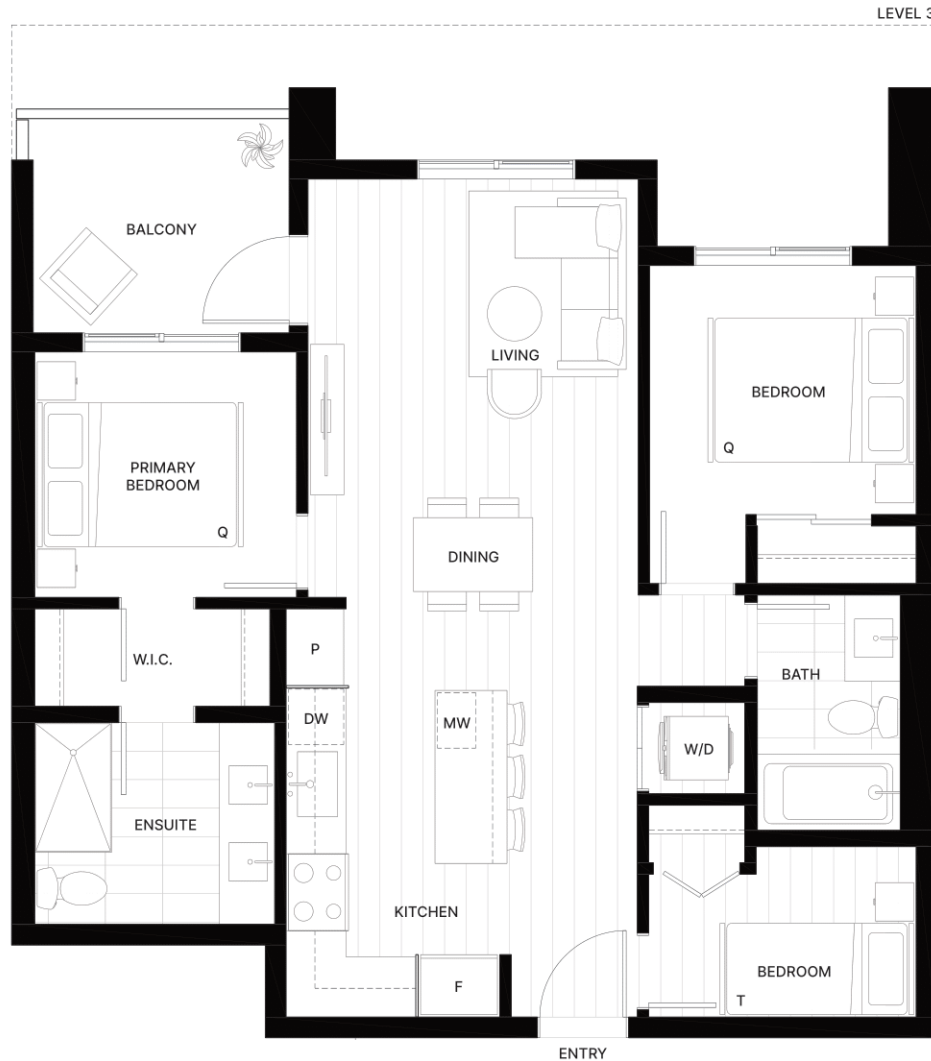 LEVEL 3
BALCONY
LIVING
BEDROOM
Q
PRIMARY
BEDROOM
Q
DINING
W.I.C.
P
DW
MW
W/D
BATH
ENSUITE
KITCHEN
F
BEDROOM
T
ENTRY